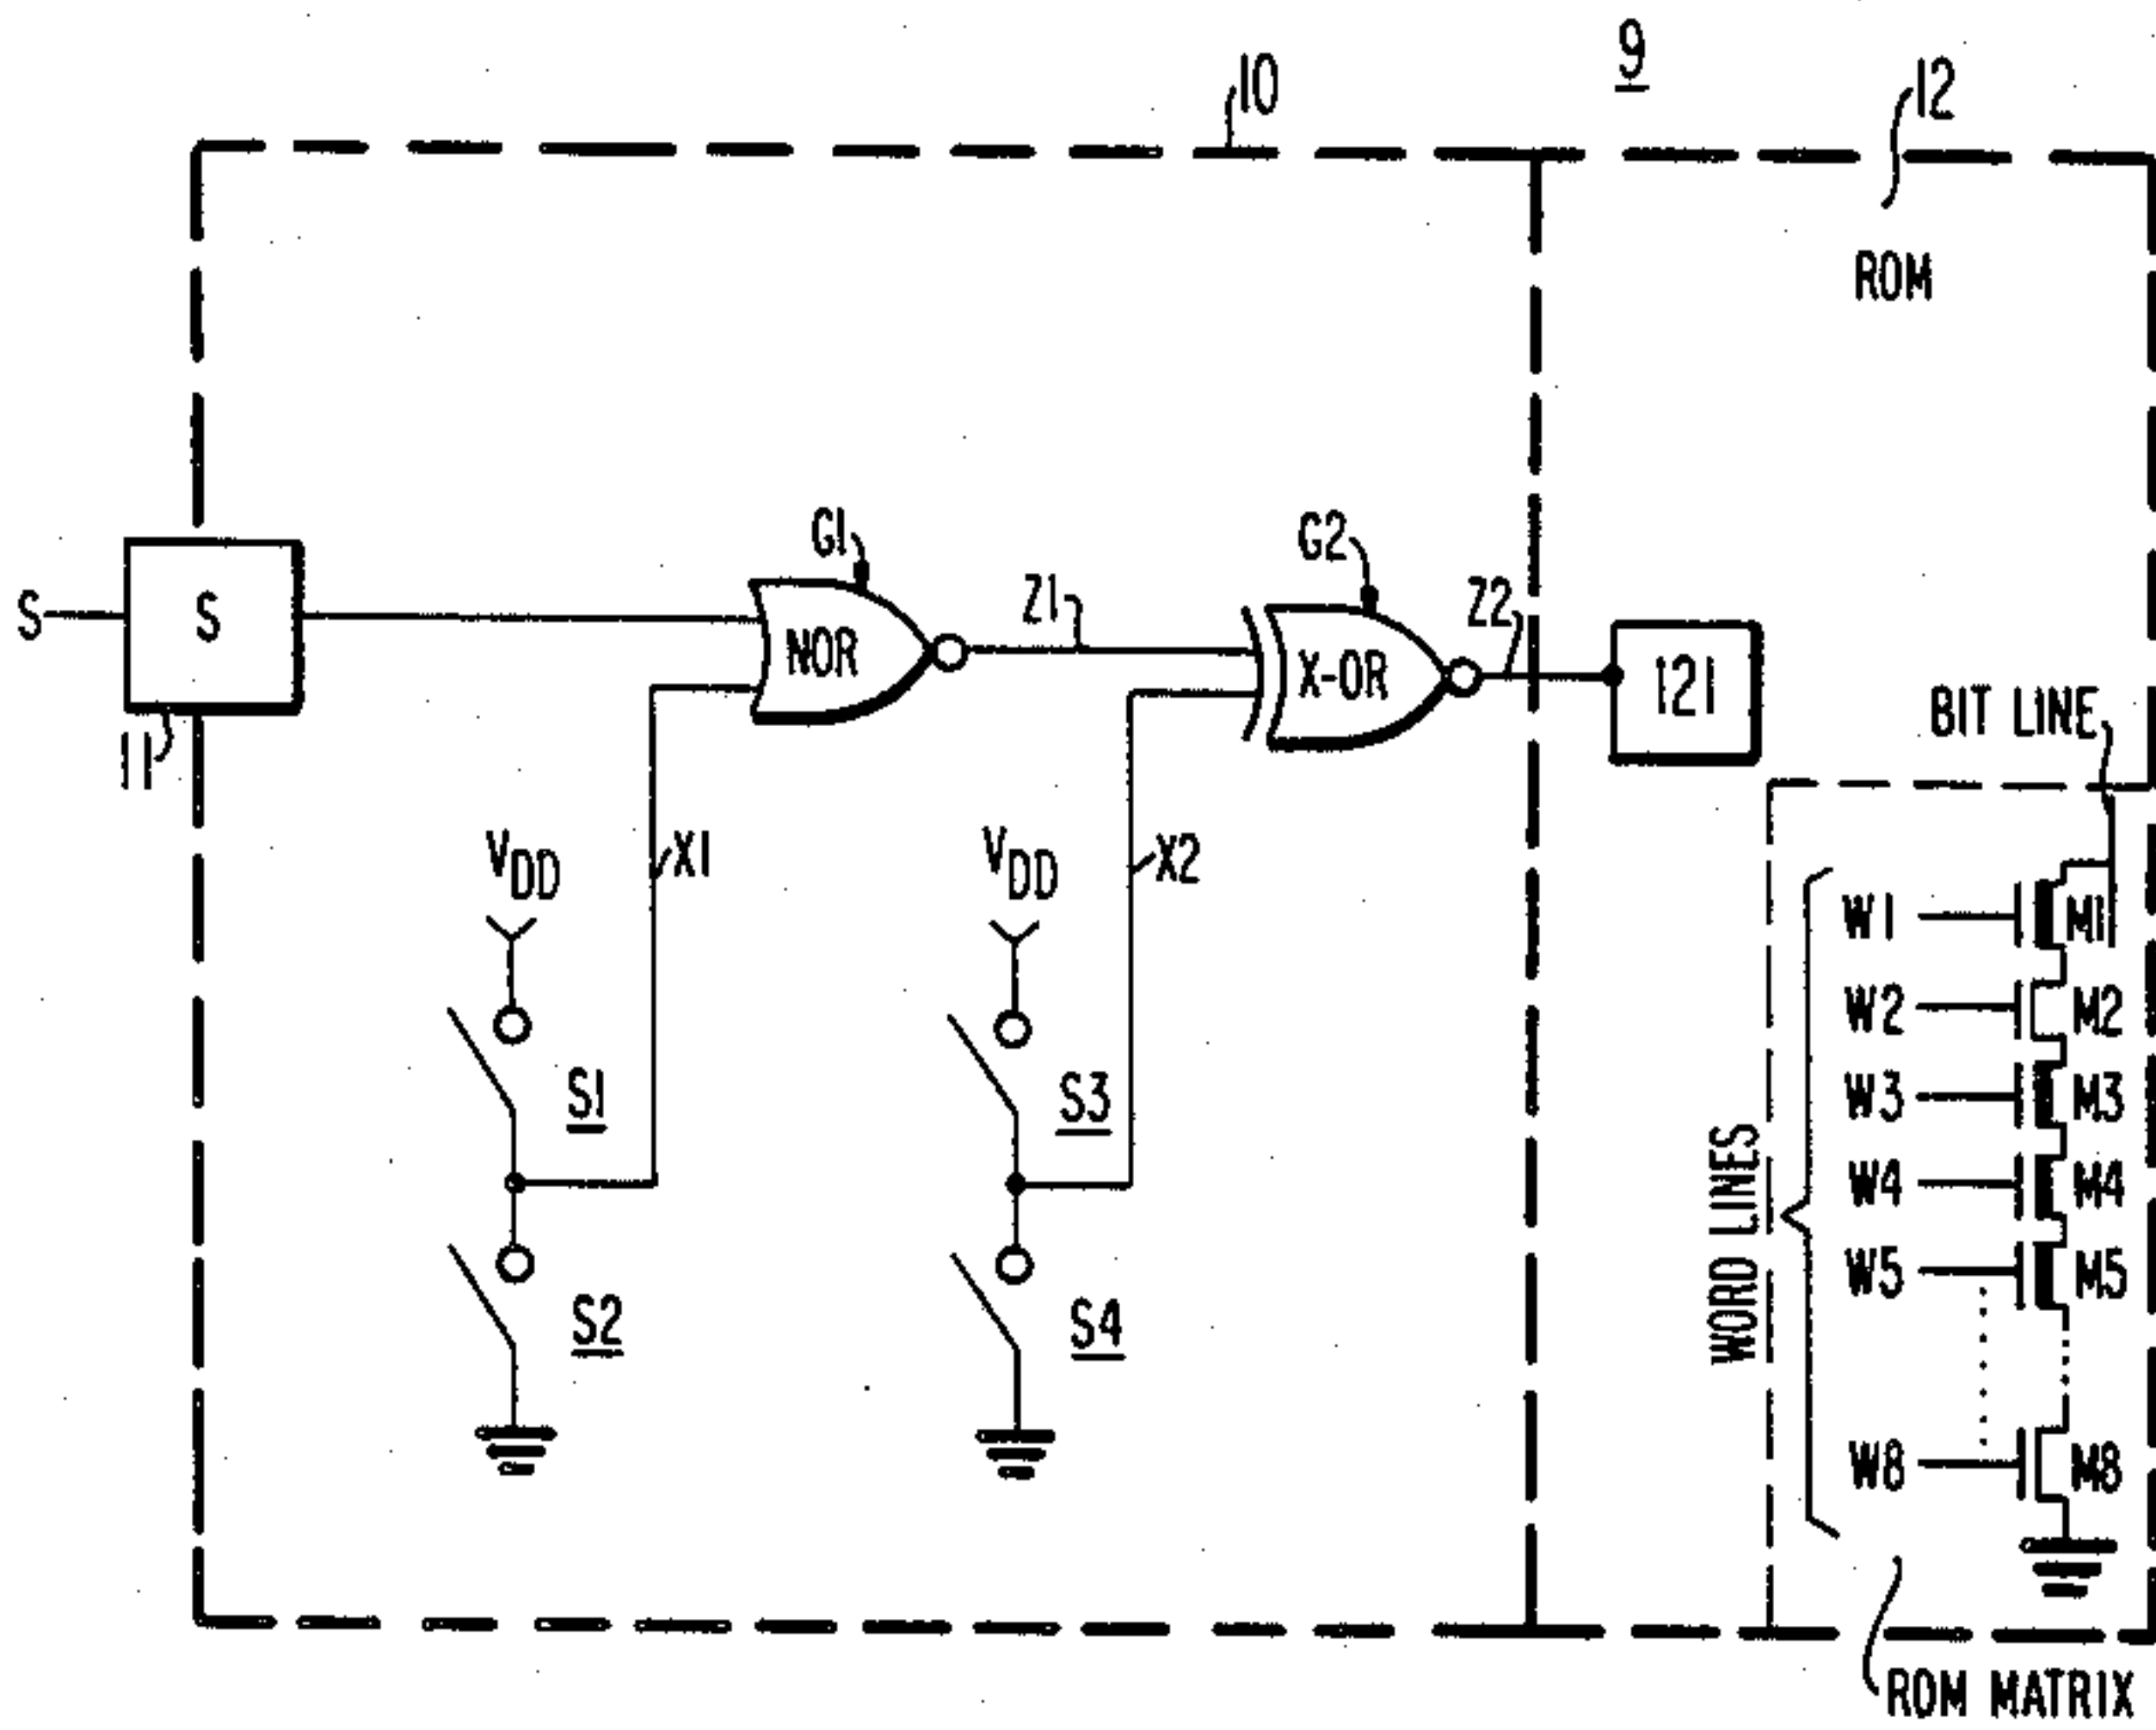 9
10
12
ROM
S
S
11
G1
NOR
Z1
G2
X-OR
Z2
121
BIT LINE
VDD
X1
VDD
X2
S1
S3
S2
S4
WORD LINES
W1
M1
W2
M2
W3
M3
W4
M4
W5
M5
W8
M8
ROM MATRIX